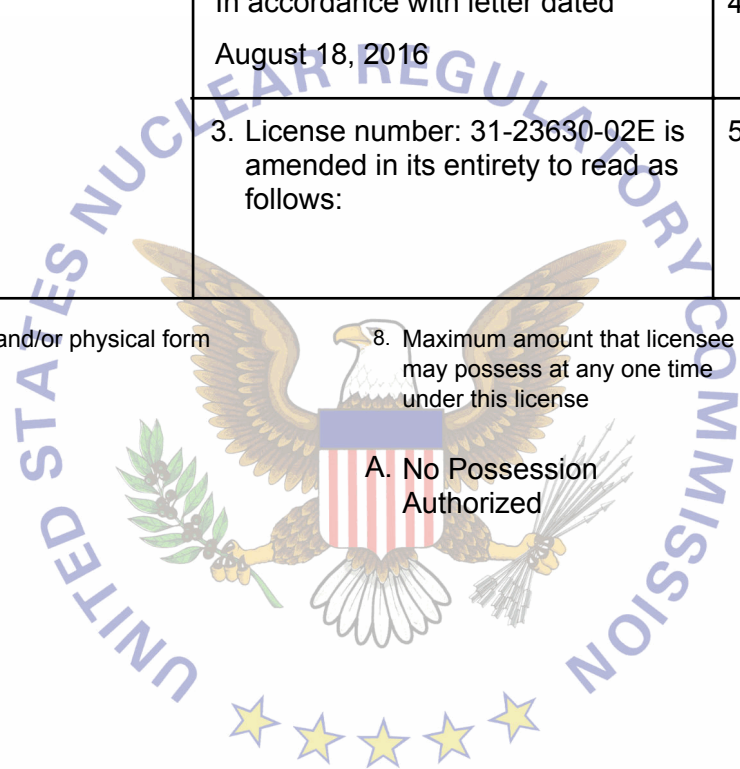 In accordance with letter dated
4
August 18, 2016
3. License number: 31-23630-02E is
amended in its entirety to read as
follows:
5
and/or physical form
8. Maximum amount that licensee
may possess at any one time
under this license
A. No Possession
Authorized
UNITED STATES NUCLEAR REGULATORY COMMISSION